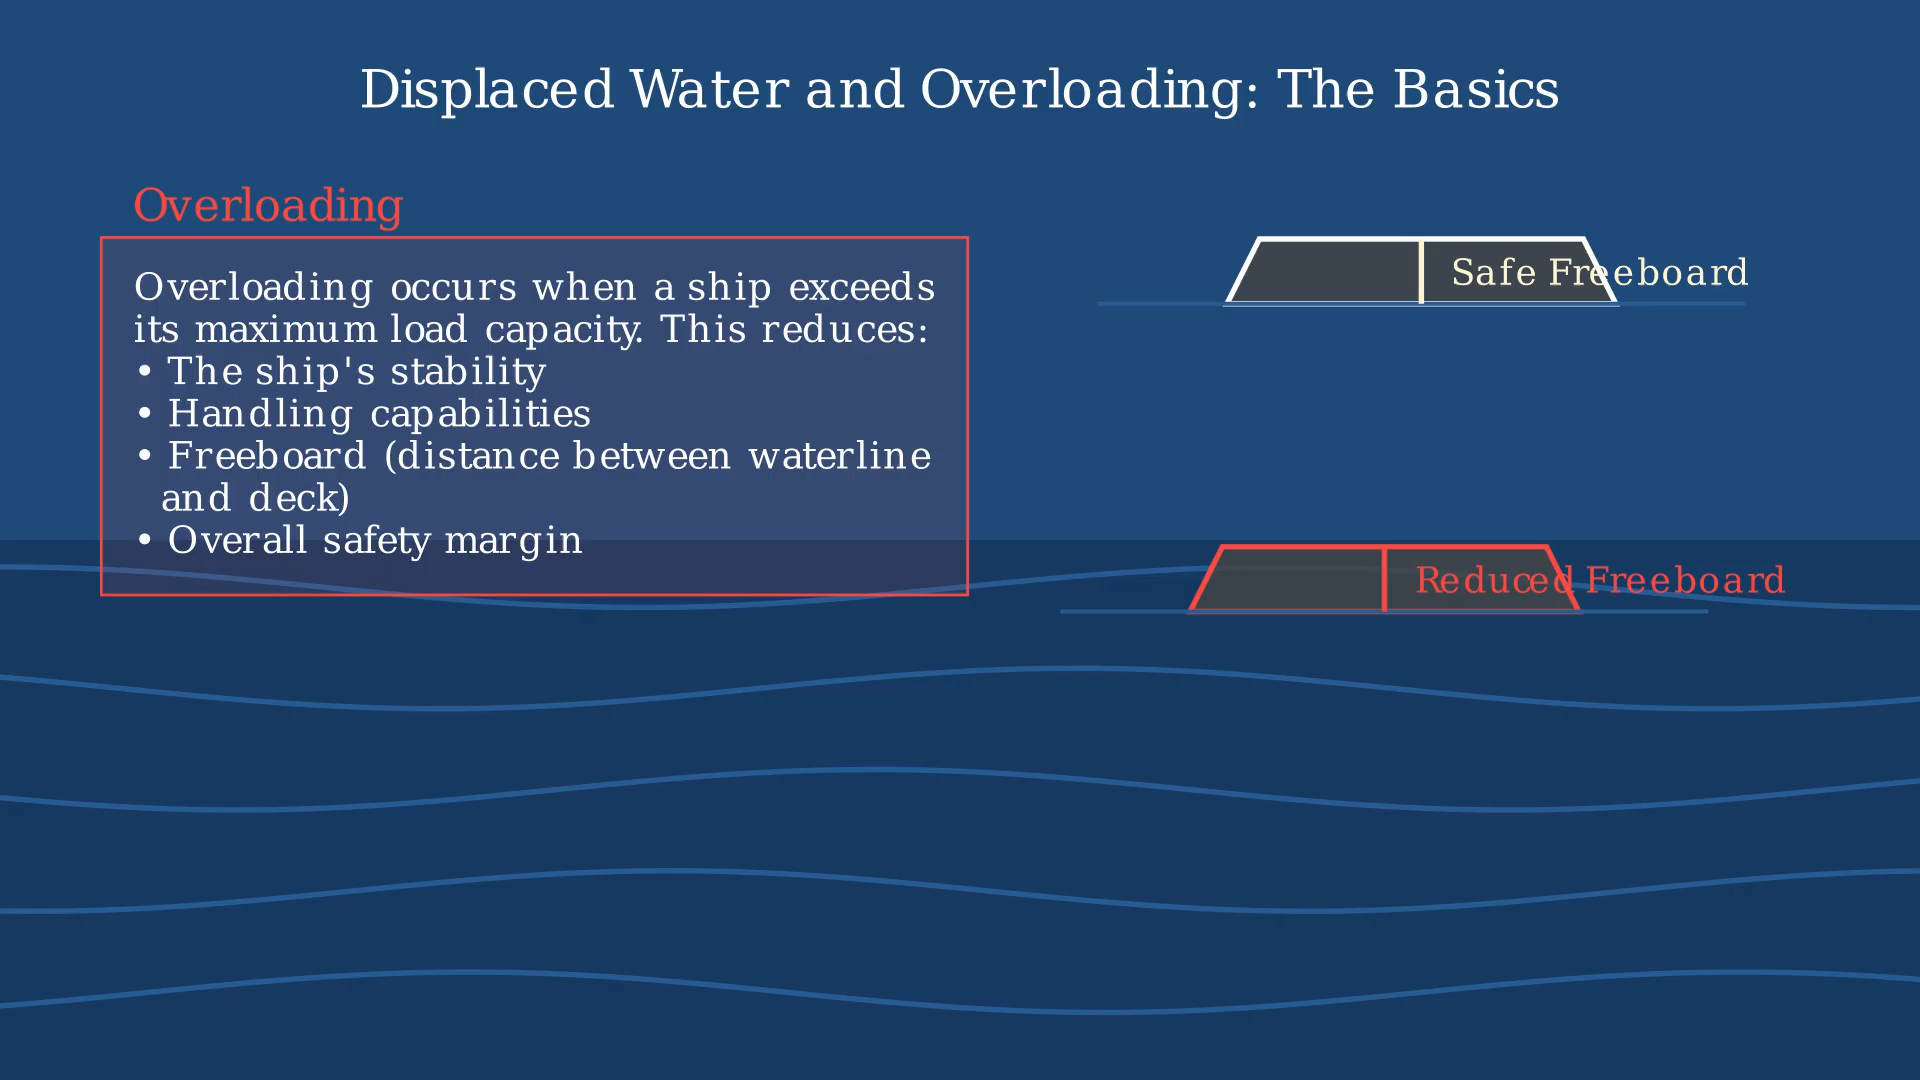 Displaced Water and Overloading: The Basics
Overloading
Overloading occurs when a ship exceeds
its maximum load capacity. This reduces:
• The ship's stability
• Handling capabilities
• Freeboard (distance between waterline
and deck)
• Overall safety margin
Safe Freeboard
Reduced Freeboard